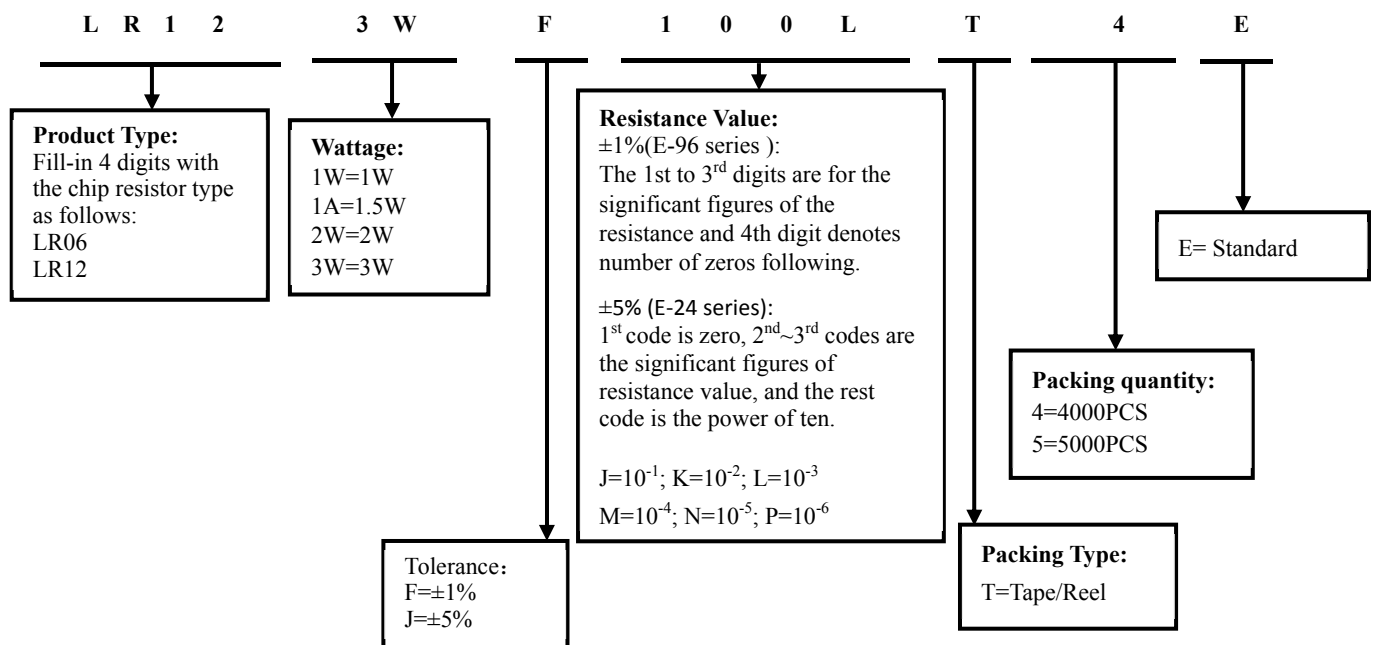 L R 1 2 3 W F 1 0 0 L T 4 E
Product Type:
Fill-in 4 digits with
the chip resistor type
as follows:
LR06
LR12
Wattage:
1W=1W
1A=1.5W
2W=2W
3W=3W
Tolerance：
F=±1%
J=±5%
Resistance Value:
±1%(E-96 series ):
The 1st to 3rd digits are for the
significant figures of the
resistance and 4th digit denotes
number of zeros following.
±5% (E-24 series):
1st code is zero, 2nd~3rd codes are
the significant figures of
resistance value, and the rest
code is the power of ten.
J=10-1; K=10-2; L=10-3
M=10-4; N=10-5; P=10-6
Packing Type:
T=Tape/Reel
Packing quantity:
4=4000PCS
5=5000PCS
E= Standard